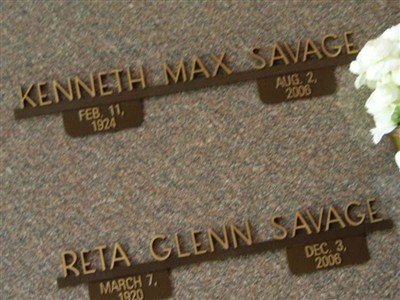 KENNETH MAX SAVAGE
FEB. 11,
1924
AUG. 2,
2006
RETA GLENN SAVAGE
MARCH 7,
1920
DEC. 3,
2006